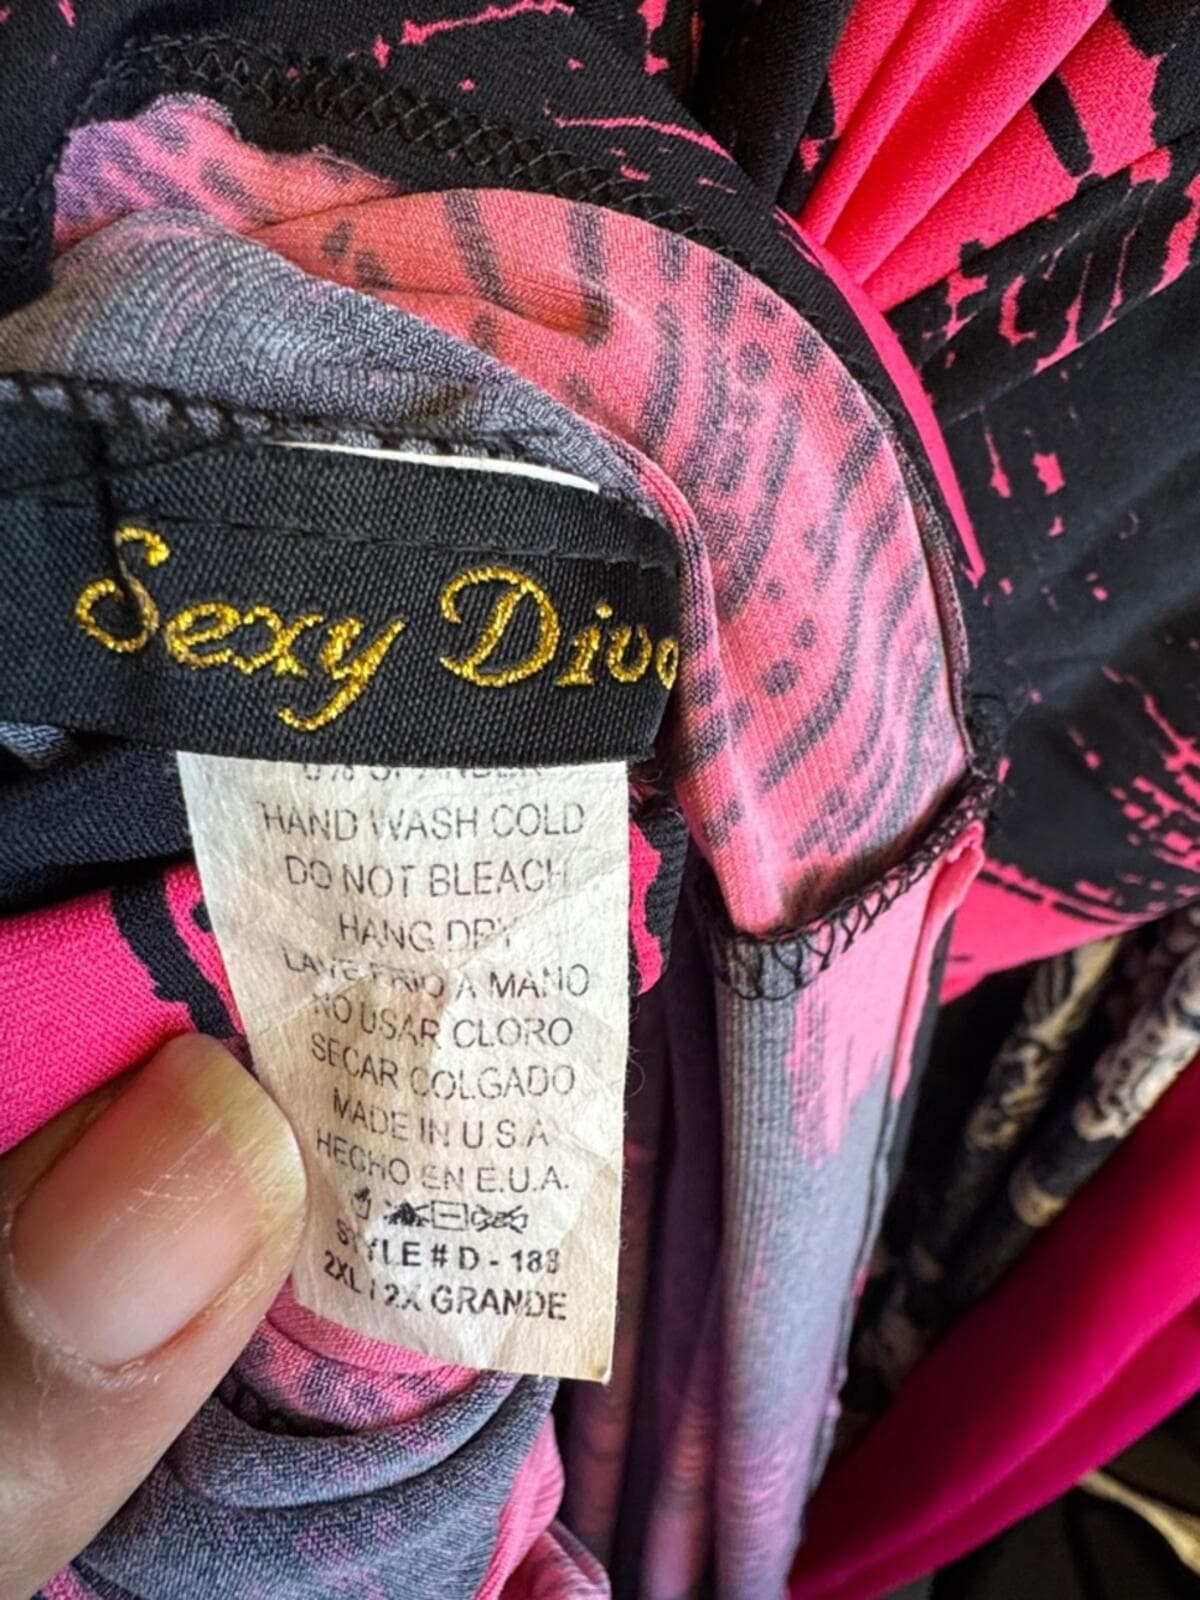 Sexy Divo
HAND WASH COLD
DO NOT BLEACH
HANG DRY
LAVE FRIO A MANO
NO USAR CLORO
SECAR COLGADO
MADE IN U.S.A
HECHO EN E.U.A.
STYLE # D - 188
2XL / 2X GRANDE